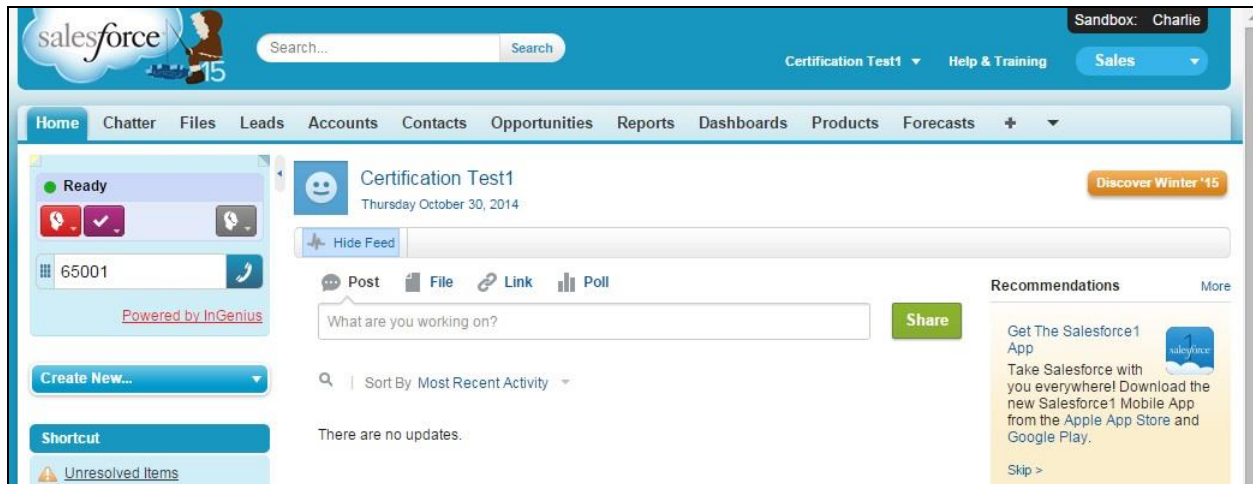 Sandbox: Charlie
salesforce
15
Search...
Search
Certification Test1
Help & Training
Sales
Home Chatter Files Leads Accounts Contacts Opportunities Reports Dashboards Products Forecasts +
Ready
65001
Powered by InGenius
Create New...
Shortcut
Unresolved Items
Certification Test1
Thursday October 30, 2014
Discover Winter '15
Hide Feed
Post File Link Poll
What are you working on?
Share
Sort By Most Recent Activity
There are no updates.
Recommendations More
Get The Salesforce1
App
1
salesforce
Take Salesforce with
you everywhere! Download the
new Salesforce1 Mobile App
from the Apple App Store and
Google Play.
Skip >